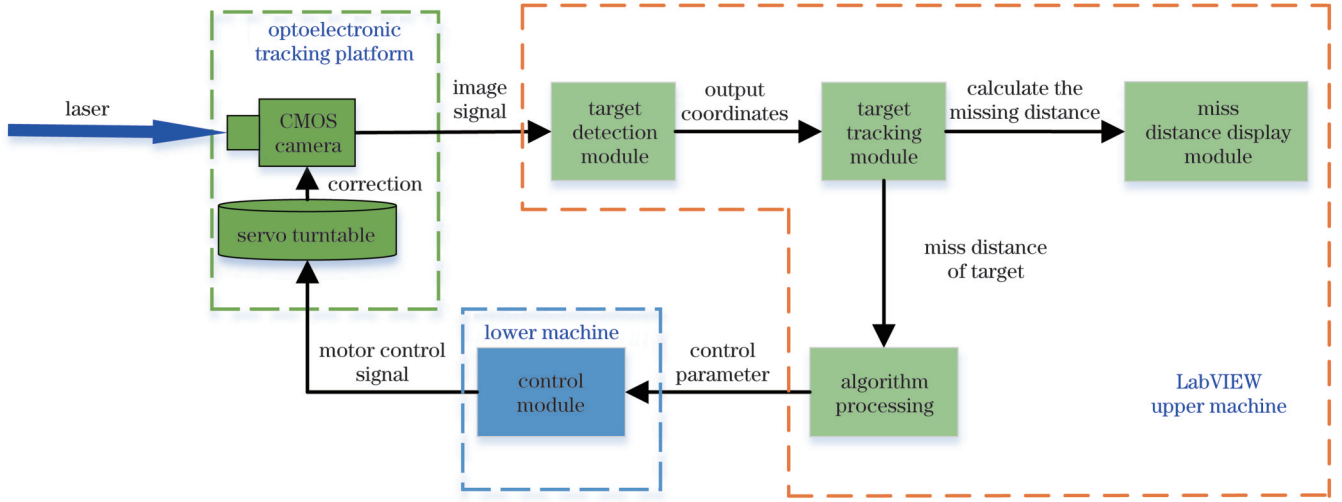 optoelectronic
tracking platform
laser
CMOS
camera
correction
servo turntable
image
signal
target
detection
module
output
coordinates
target
tracking
module
calculate the
missing distance
miss
distance display
module
miss distance
of target
algorithm
processing
LabVIEW
upper machine
control
parameter
lower machine
control
module
motor control
signal